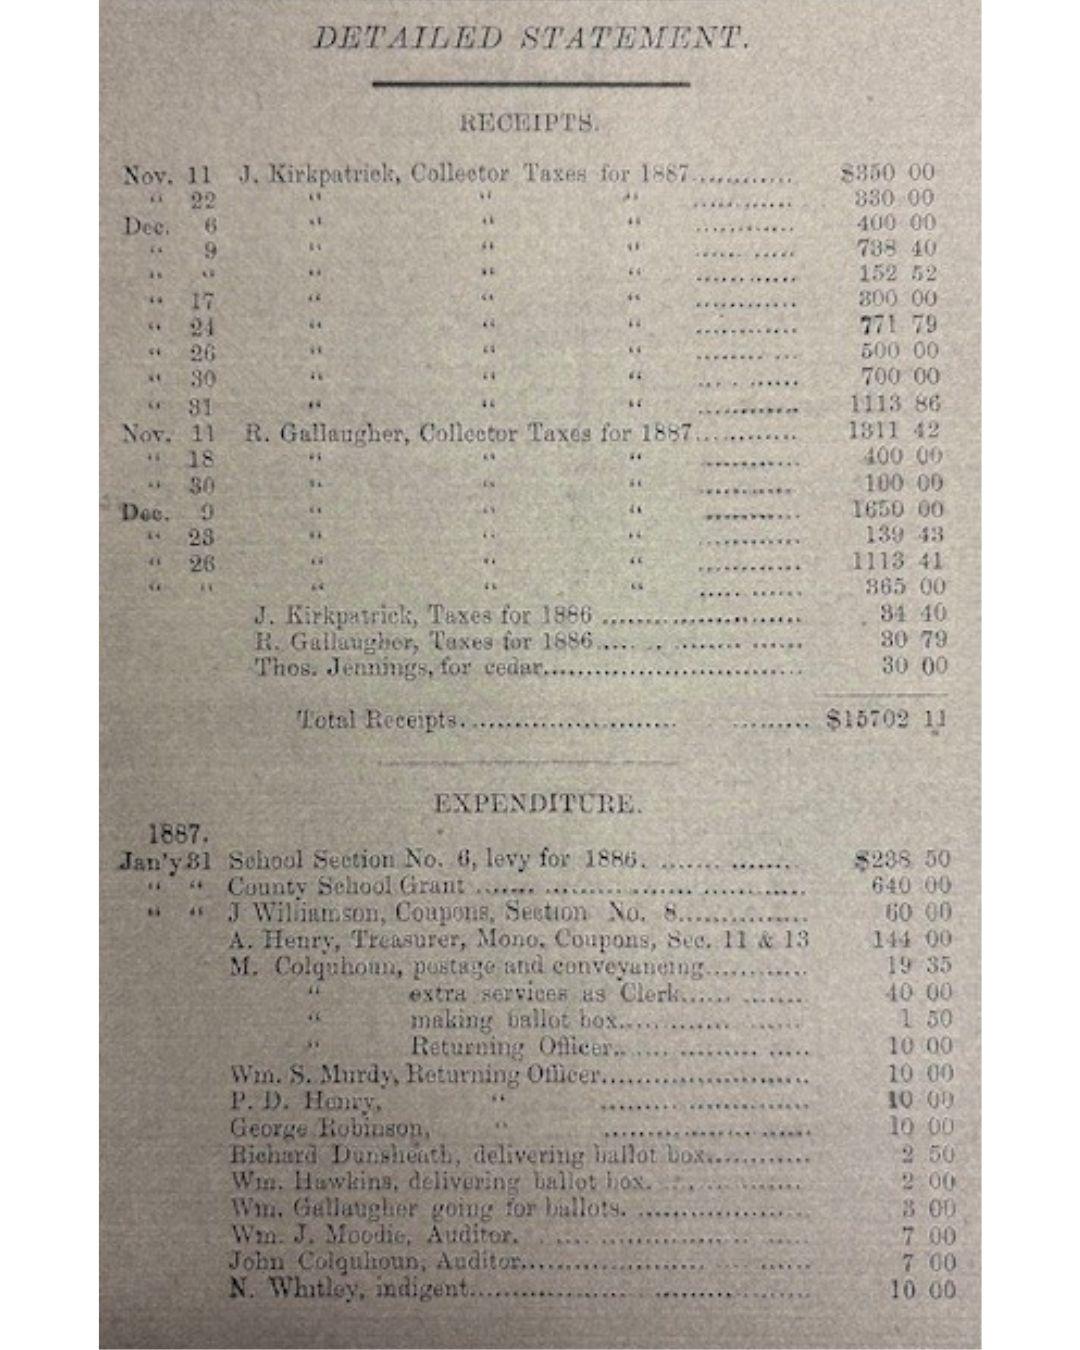 DETAILED STATEMENT.
RECEIPTS.
Nov. 11 J. Kirkpatrick, Collector Taxes for 1887............ $350 00
“ 22 “ “ “ ............ 330 00
Dec. 6 “ “ “ ............ 400 00
“ 9 “ “ “ ............ 738 40
“ “ “ “ “ ............ 152 52
“ 17 “ “ “ ............ 300 00
“ 24 “ “ “ ............ 771 79
“ 26 “ “ “ ............ 500 00
“ 30 “ “ “ ............ 700 00
“ 31 “ “ “ ............ 1113 86
Nov. 11 R. Gallaugher, Collector Taxes for 1887............ 1311 42
“ 18 “ “ “ ............ 400 00
“ 30 “ “ “ ............ 100 00
Dec. 9 “ “ “ ............ 1650 00
“ 23 “ “ “ ............ 139 43
“ 26 “ “ “ ............ 1113 41
“ “ “ “ “ ............ 365 00
J. Kirkpatrick, Taxes for 1886 ........................ 34 40
R. Gallaugher, Taxes for 1886........................ 30 79
Thos. Jennings, for cedar.............................. 30 00
Total Receipts.............................. $15702 11
EXPENDITURE.
1887.
Jan'y 31 School Section No. 6, levy for 1886. ............... $238 50
“ “ County School Grant .............................. 640 00
“ “ J Williamson, Coupons, Section No. 8............... 60 00
A. Henry, Treasurer, Mono, Coupons, Sec. 11 & 13 144 00
M. Colquhoun, postage and conveyancing............ 19 35
“ extra services as Clerk............... 40 00
“ making ballot box..................... 1 50
” Returning Officer..................... 10 00
Wm. S. Murdy, Returning Officer........................ 10 00
P. D. Henry, “ ........................ 10 00
George Robinson, “ ........................ 10 00
Richard Dunsheath, delivering ballot box............ 2 50
Wm. Hawkins, delivering ballot box. ............... 2 00
Wm. Gallaugher going for ballots. ..................... 3 00
Wm. J. Moodie, Auditor. .............................. 7 00
John Colquhoun, Auditor.............................. 7 00
N. Whitley, indigent.................................... 10 00